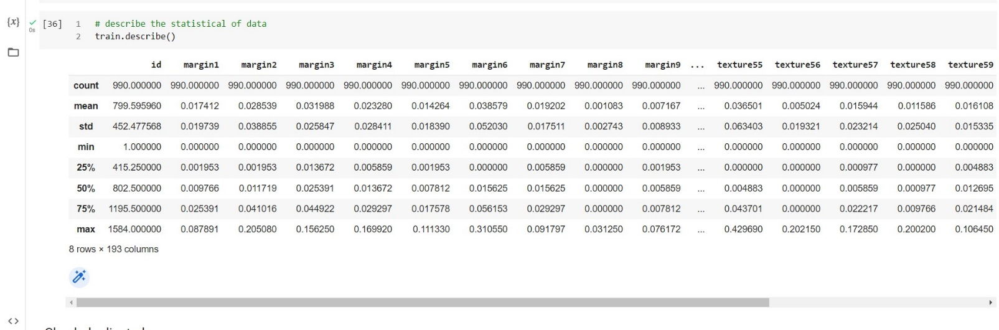 {x}
0s
[36]
1 # describe the statistical of data
2 train.describe()
id margin1 margin2 margin3 margin4 margin5 margin6 margin7 margin8 margin9 ... texture55 texture56 texture57 texture58 texture59
count 990.000000 990.000000 990.000000 990.000000 990.000000 990.000000 990.000000 990.000000 990.000000 990.000000 ... 990.000000 990.000000 990.000000 990.000000 990.000000
mean 799.595960 0.017412 0.028539 0.031988 0.023280 0.014264 0.038579 0.019202 0.001083 0.007167 ... 0.036501 0.005024 0.015944 0.011586 0.016108
std 452.477568 0.019739 0.038855 0.025847 0.028411 0.018390 0.052030 0.017511 0.002743 0.008933 ... 0.063403 0.019321 0.023214 0.025040 0.015335
min 1.000000 0.000000 0.000000 0.000000 0.000000 0.000000 0.000000 0.000000 0.000000 0.000000 ... 0.000000 0.000000 0.000000 0.000000 0.000000
25% 415.250000 0.001953 0.001953 0.013672 0.005859 0.001953 0.000000 0.005859 0.000000 0.001953 ... 0.000000 0.000000 0.000977 0.000000 0.004883
50% 802.500000 0.009766 0.011719 0.025391 0.013672 0.007812 0.015625 0.015625 0.000000 0.005859 ... 0.004883 0.000000 0.005859 0.000977 0.012695
75% 1195.500000 0.025391 0.041016 0.044922 0.029297 0.017578 0.056153 0.029297 0.000000 0.007812 ... 0.043701 0.000000 0.022217 0.009766 0.021484
max 1584.000000 0.087891 0.205080 0.156250 0.169920 0.111330 0.310550 0.091797 0.031250 0.076172 ... 0.429690 0.202150 0.172850 0.200200 0.106450
8 rows × 193 columns
<>